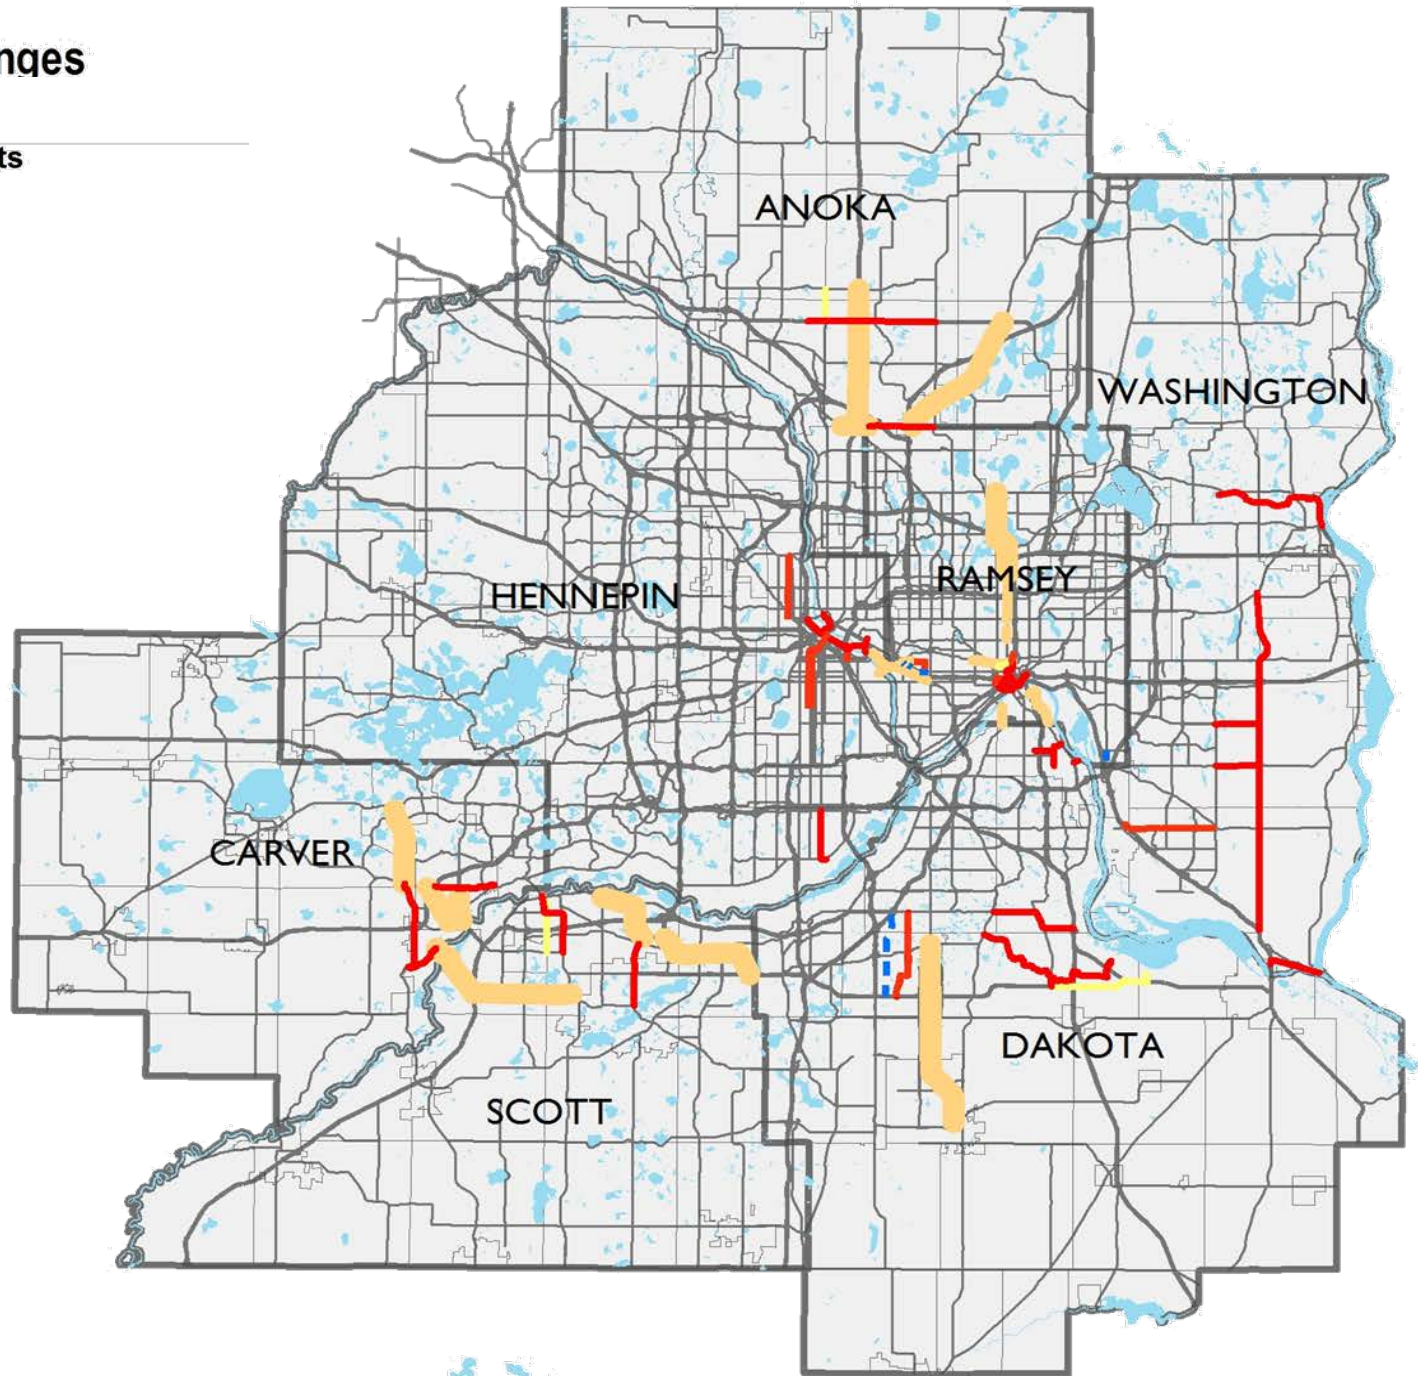 nges
ts
ANOKA
WASHINGTON
RAMSEY
HENNEPIN
CARVER
DAKOTA
SCOTT